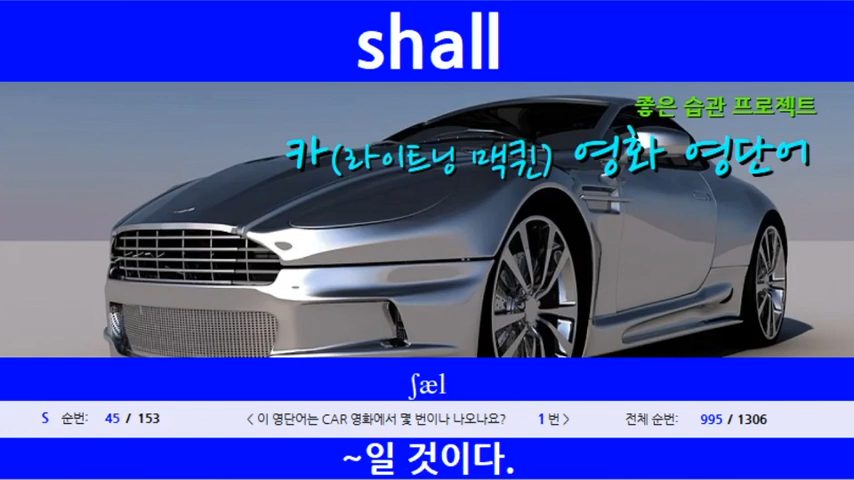 shall
좋은 습관 프로젝트
카(라이트닝 맥퀸) 영화 영단어
ʃæl
S 순번: 45 / 153 < 이 영단어는 CAR 영화에서 몇 번이나 나오나요? 1 번 > 전체 순번: 995 / 1306
~일 것이다.